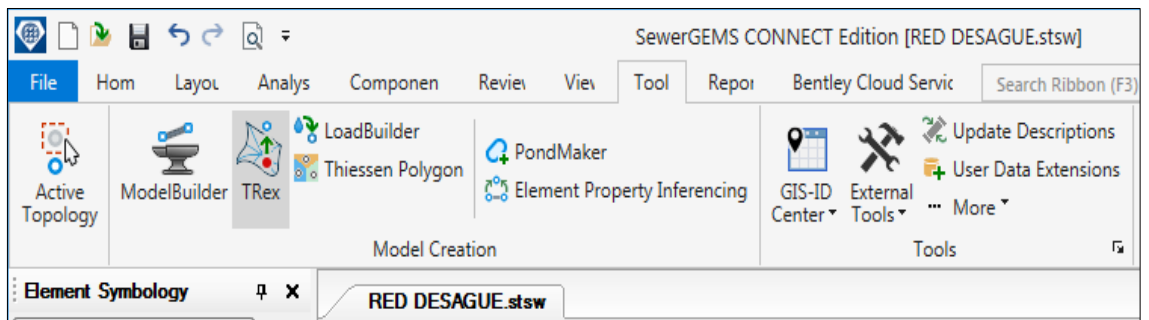 SewerGEMS CONNECT Edition [RED DESAGUE.stsw]
File Hom Layou Analys Componen Review View Tool Repor Bentley Cloud Servic Search Ribbon (F3)
LoadBuilder
Thiessen Polygon
PondMaker
Element Property Inferencing
Update Descriptions
User Data Extensions
More
Active Topology
ModelBuilder
TRex
GIS-ID Center
External Tools
Model Creation
Tools
Element Symbology
RED DESAGUE.stsw